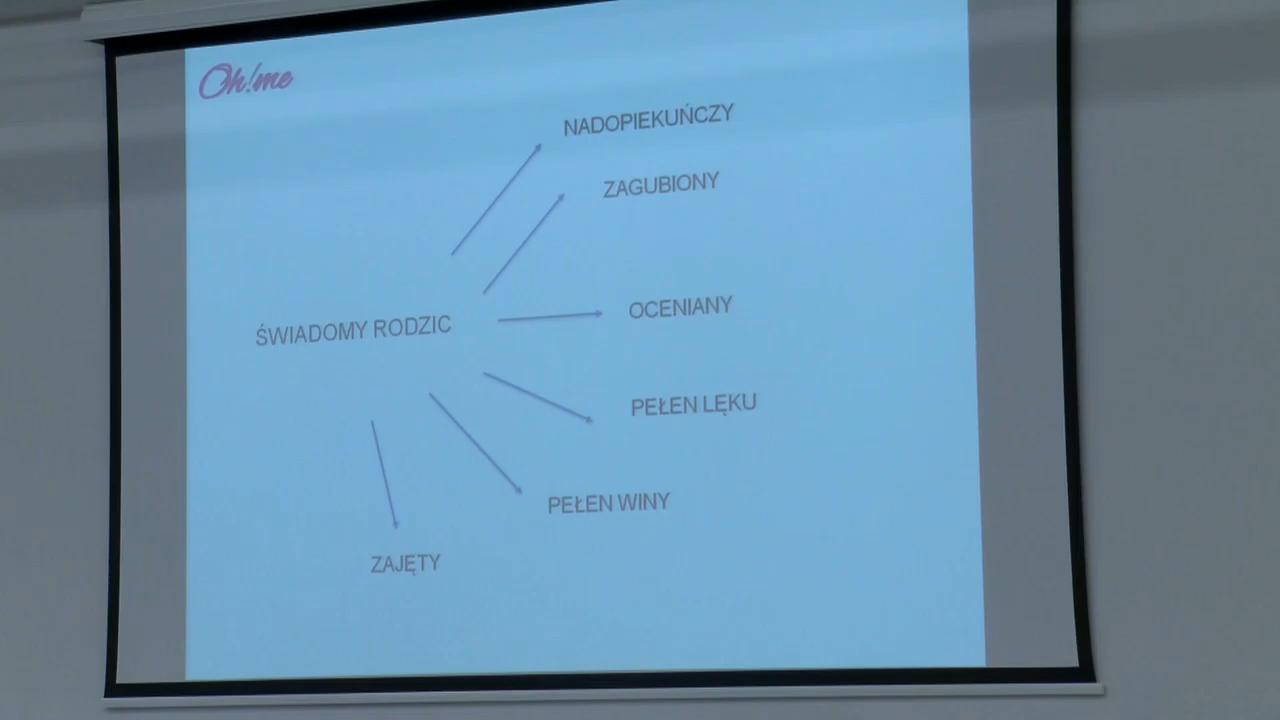 Oh!me
NADOPIEKUŃCZY
ZAGUBIONY
OCENIANY
ŚWIADOMY RODZIC
PEŁEN LĘKU
PEŁEN WINY
ZAJĘTY